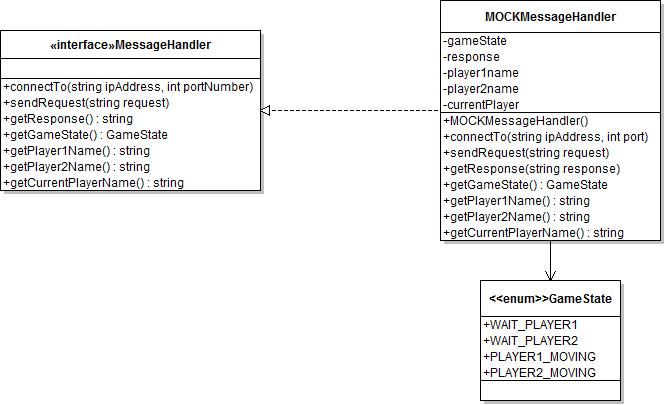 «interface»MessageHandler
+connectTo(string ipAddress, int portNumber)
+sendRequest(string request)
+getResponse() : string
+getGameState() : GameState
+getPlayer1Name() : string
+getPlayer2Name() : string
+getCurrentPlayerName() : string
MOCKMessageHandler
-gameState
-response
-player1name
-player2name
-currentPlayer
+MOCKMessageHandler()
+connectTo(string ipAddress, int port)
+sendRequest(string request)
+getResponse(string response)
+getGameState() : GameState
+getPlayer1Name() : string
+getPlayer2Name() : string
+getCurrentPlayerName() : string
<<enum>>GameState
+WAIT_PLAYER1
+WAIT_PLAYER2
+PLAYER1_MOVING
+PLAYER2_MOVING